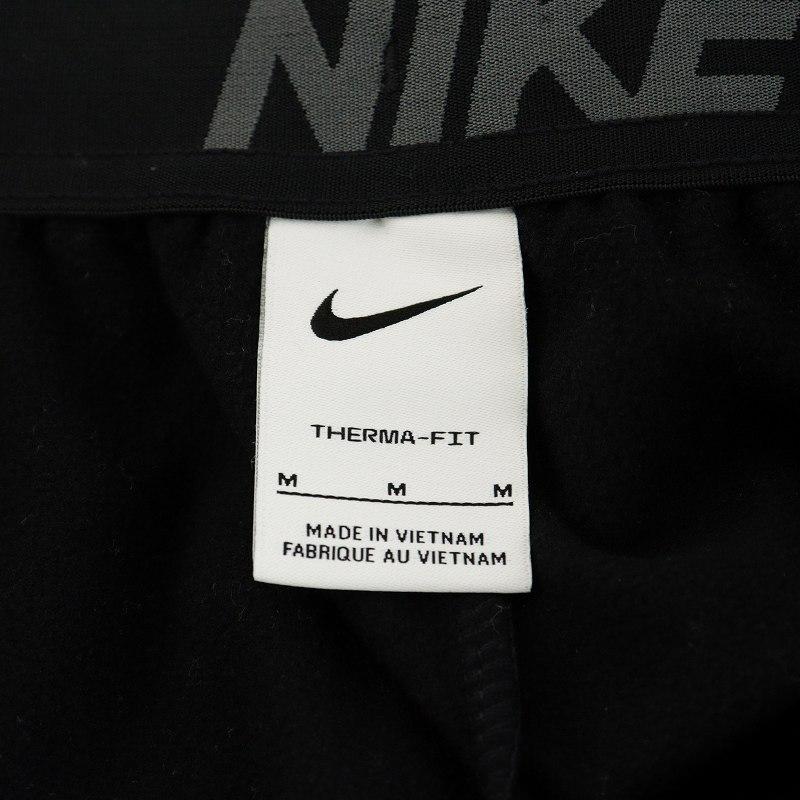 NIKE
THERMA-FIT
M M M
MADE IN VIETNAM
FABRIQUE AU VIETNAM